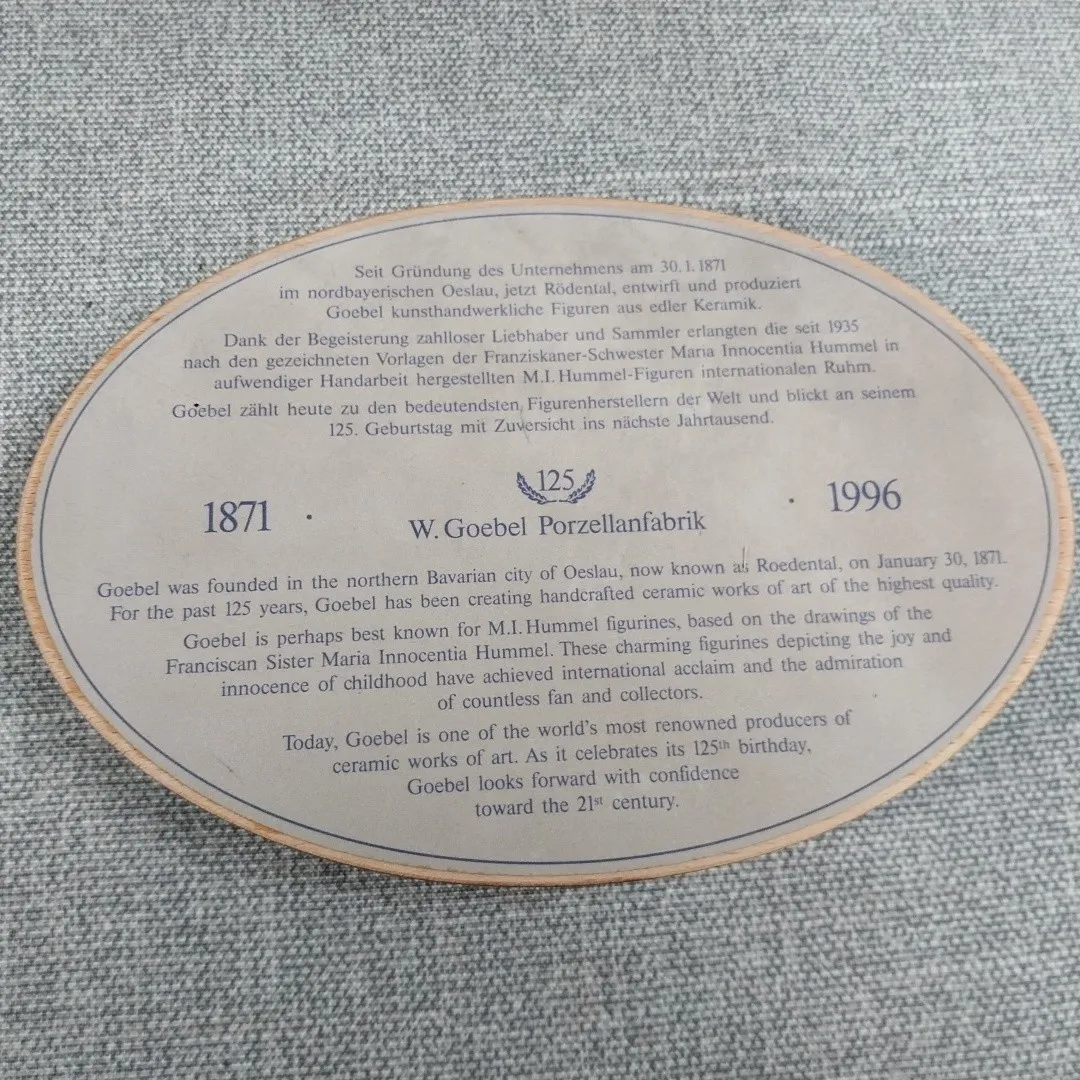 Seit Gründung des Unternehmens am 30.1.1871
im nordbayerischen Oeslau, jetzt Rödental, entwirft und produziert
Goebel kunsthandwerkliche Figuren aus edler Keramik.
Dank der Begeisterung zahlloser Liebhaber und Sammler erlangten die seit 1935
nach den gezeichneten Vorlagen der Franziskaner-Schwester Maria Innocentia Hummel in
aufwendiger Handarbeit hergestellten M.I. Hummel-Figuren internationalen Ruhm.
Goebel zählt heute zu den bedeutendsten Figurenherstellern der Welt und blickt an seinem
125. Geburtstag mit Zuversicht ins nächste Jahrtausend.
125
1871 · W. Goebel Porzellanfabrik · 1996
Goebel was founded in the northern Bavarian city of Oeslau, now known as Roedental, on January 30, 1871.
For the past 125 years, Goebel has been creating handcrafted ceramic works of art of the highest quality.
Goebel is perhaps best known for M.I. Hummel figurines, based on the drawings of the
Franciscan Sister Maria Innocentia Hummel. These charming figurines depicting the joy and
innocence of childhood have achieved international acclaim and the admiration
of countless fan and collectors.
Today, Goebel is one of the world's most renowned producers of
ceramic works of art. As it celebrates its 125th birthday,
Goebel looks forward with confidence
toward the 21st century.